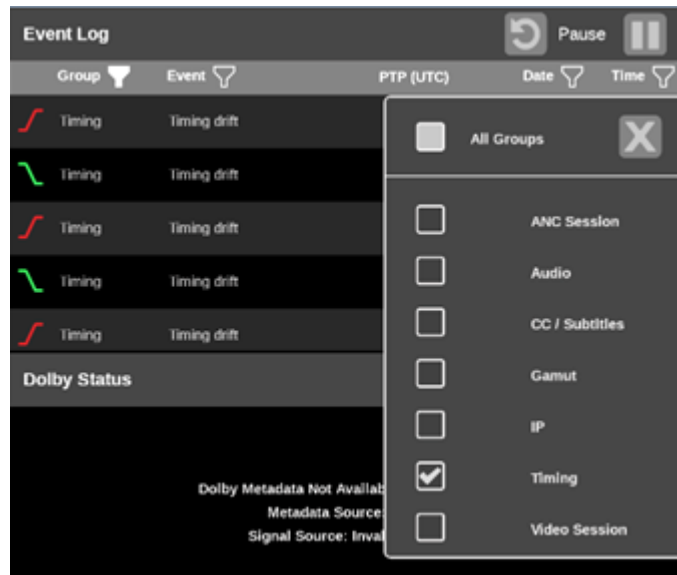 Event Log
Pause
Group Event PTP (UTC) Date Time
Timing Timing drift
Timing Timing drift
Timing Timing drift
Timing Timing drift
Timing Timing drift
All Groups
ANC Session
Audio
CC / Subtitles
Gamut
IP
Timing
Video Session
Dolby Status
Dolby Metadata Not Availab
Metadata Source:
Signal Source: Inval